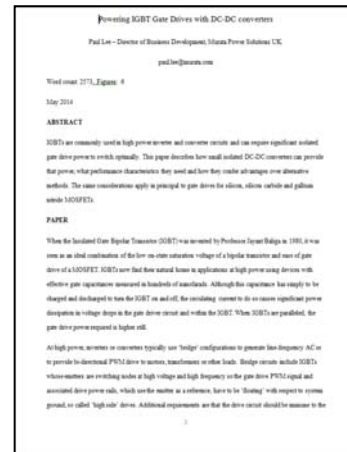 Powering IGBT Gate Drives with DC-DC converters
Paul Lee – Director of Business Development, Murata Power Solutions UK
paul.lee@murata.com
Word count: 2573, Figures: 6
May 2014
ABSTRACT
IGBTs are commonly used in high power inverter and converter circuits and can require significant isolated
gate drive power to switch optimally. This paper describes how small isolated DC-DC converters can provide
that power, what performance characteristics they need and how they confer advantages over alternative
methods. The same considerations apply in principal to gate drives for silicon, silicon carbide and gallium
nitride MOSFETs.
PAPER
When the Insulated Gate Bipolar Transistor (IGBT) was invented by Professor Jayant Baliga in 1980, it was
seen as an ideal combination of the low on-state saturation voltage of a bipolar transistor and ease of gate
drive of a MOSFET. IGBTs now find their natural home in applications at high power using devices with
effective gate capacitances measured in hundreds of nanofarads. Although this capacitance has simply to be
charged and discharged to turn the IGBT on and off, the circulating current to do so causes significant power
dissipation in voltage drops in the gate driver circuit and within the IGBT. When IGBTs are paralleled, the
gate drive power required is higher still.
At high power, inverters or converters typically use 'bridge' configurations to generate line-frequency AC or
to provide bi-directional PWM drive to motors, transformers or other loads. Bridge circuits include IGBTs
whose emitters are switching nodes at high voltage and high frequency so the gate drive PWM signal and
associated drive power rails, which use the emitter as a reference, have to be 'floating' with respect to system
ground, so called 'high side' drives. Additional requirements are that the drive circuit should be immune to the